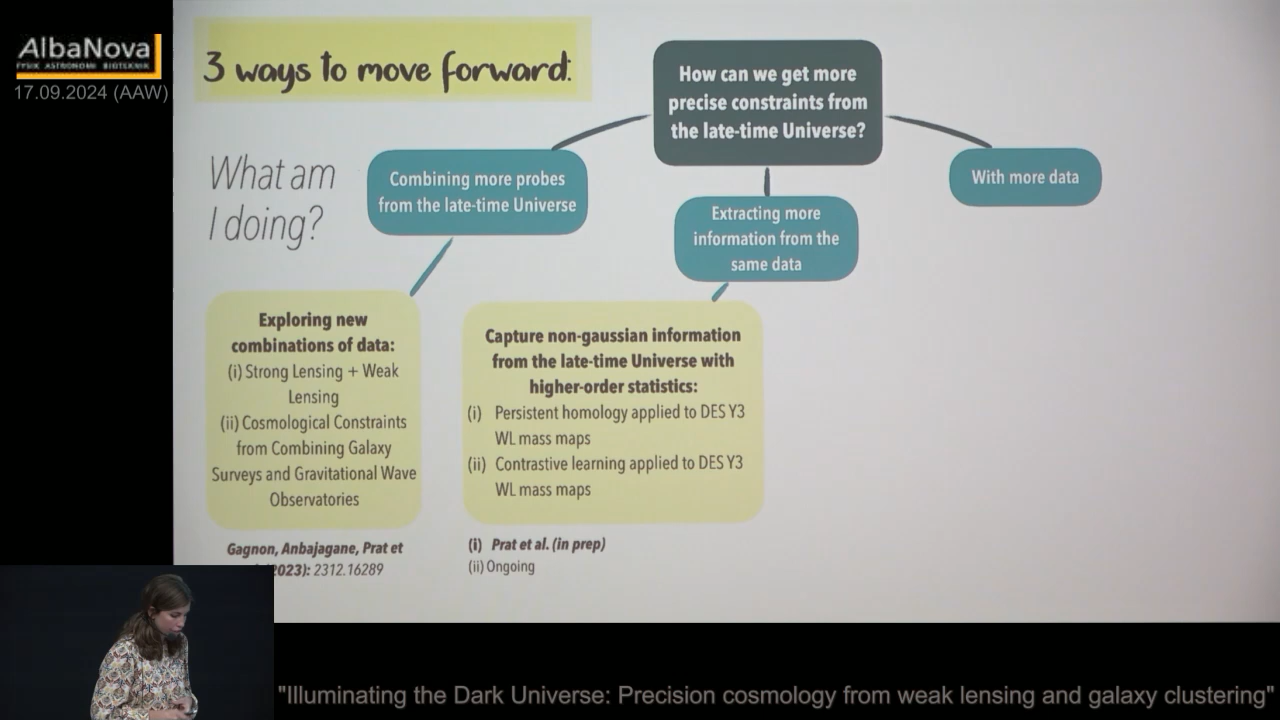 AlbaNova
FYSIK ASTRONOMI BIOTEKNIK
17.09.2024 (AAW)
3 ways to move forward:
How can we get more
precise constraints from
the late-time Universe?
What am
I doing?
Combining more probes
from the late-time Universe
Extracting more
information from the
same data
With more data
Exploring new
combinations of data:
(i) Strong Lensing + Weak
Lensing
(ii) Cosmological Constraints
from Combining Galaxy
Surveys and Gravitational Wave
Observatories
Capture non-gaussian information
from the late-time Universe with
higher-order statistics:
(i) Persistent homology applied to DES Y3
WL mass maps
(ii) Contrastive learning applied to DES Y3
WL mass maps
Gagnon, Anbajagane, Prat et
2023): 2312.16289
(i) Prat et al. (in prep)
(ii) Ongoing
"Illuminating the Dark Universe: Precision cosmology from weak lensing and galaxy clustering"